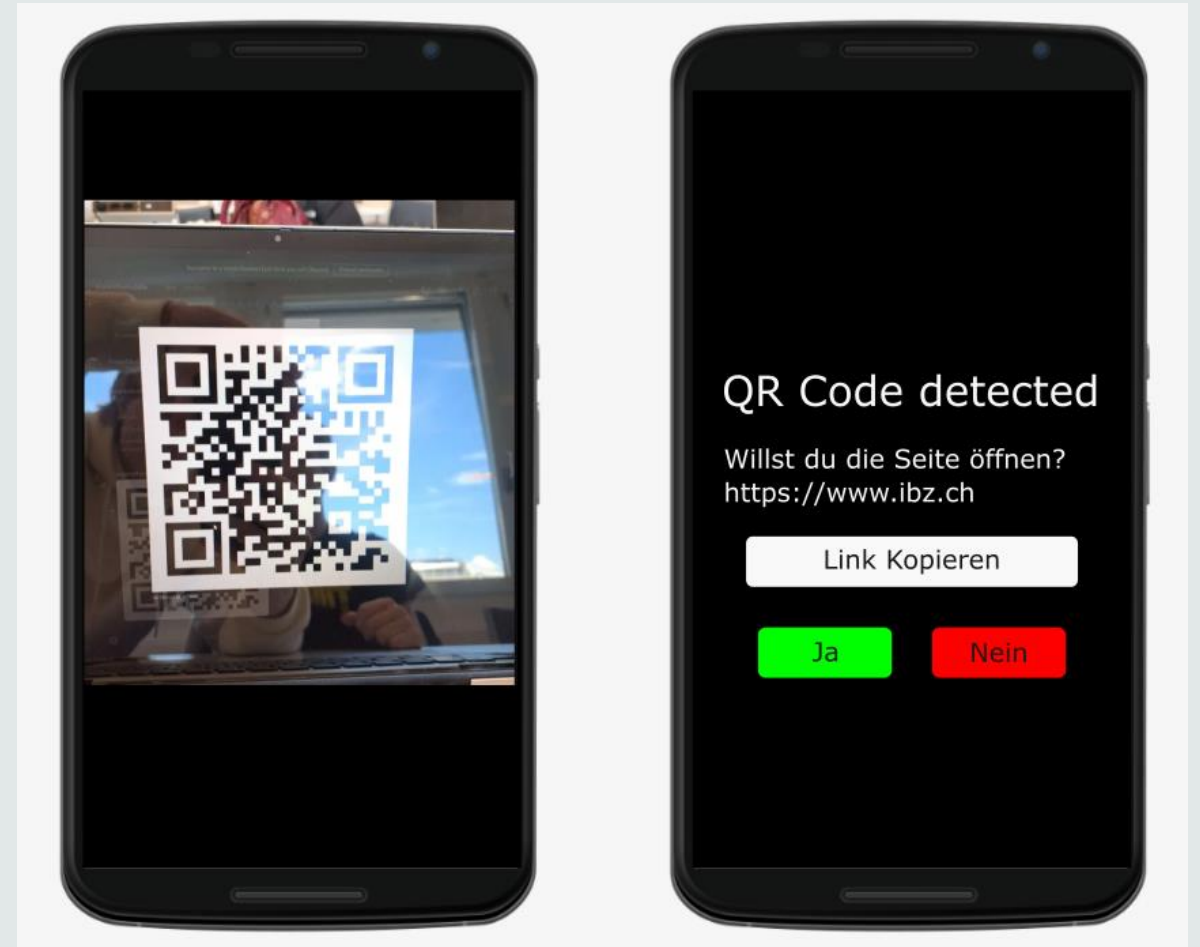 QR Code detected
Willst du die Seite öffnen?
https://www.ibz.ch
Link Kopieren
Ja
Nein